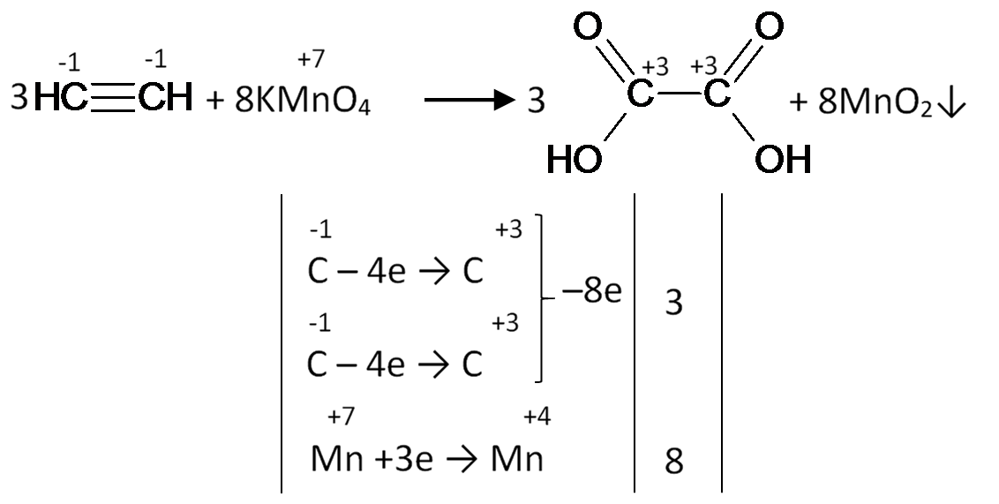 -1 -1 +7 +3 +3
3HC≡CH + 8KMnO₄ → 3 O O C—C HO OH + 8MnO₂↓
-1 +3
C – 4e → C
–8e 3
-1 +3
C – 4e → C
+7 +4
Mn +3e → Mn 8